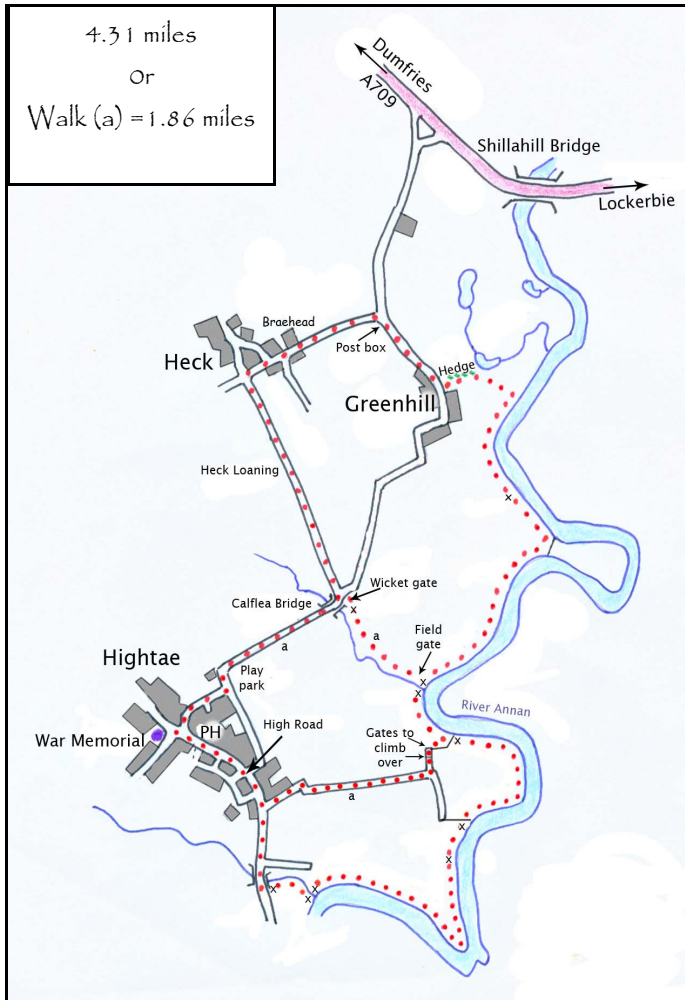 4.31 miles
or
Walk (a) =1.86 miles
Dumfries
A709
Shillahill Bridge
Lockerbie
Braehead
Heck
Post box
Hedge
Greenhill
Heck Loaning
x
Wicket gate
Calflea Bridge
x
a
a
Hightae
Field
gate
Play
park
x
x
River Annan
High Road
PH
War Memorial
Gates to
climb
over
x
a
x
x
x
x
x